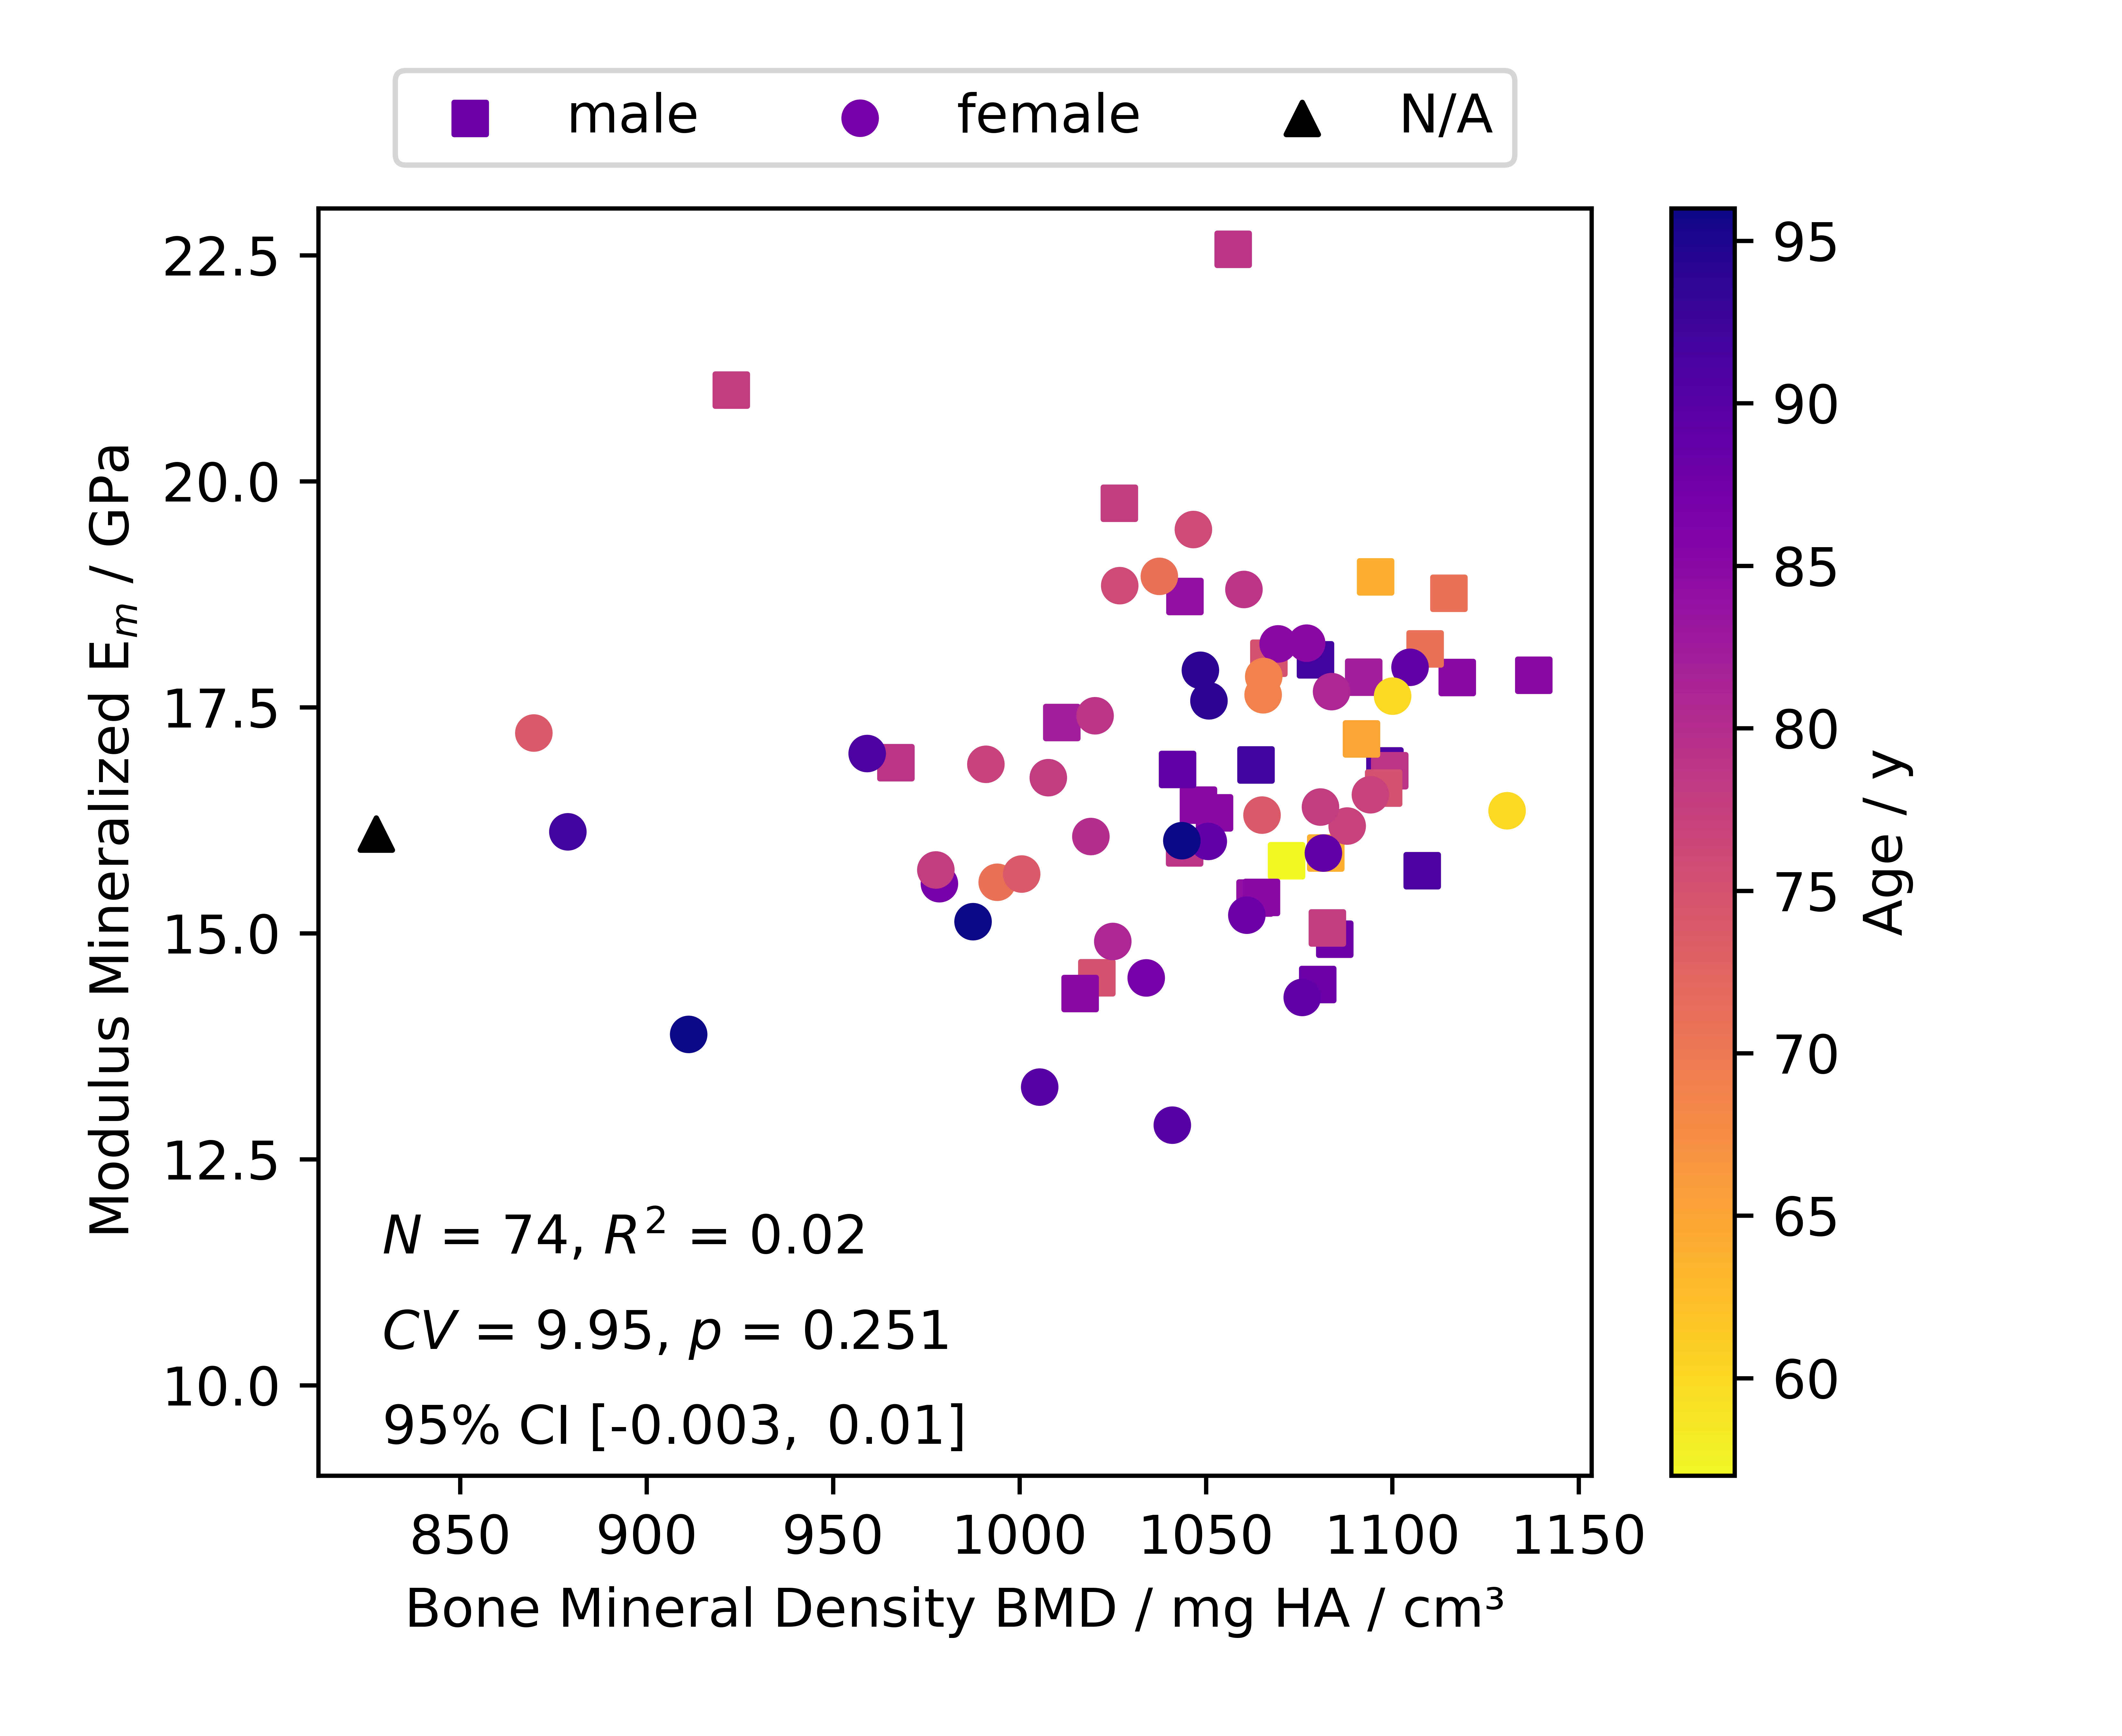 male female N/A
22.5
20.0
17.5
15.0
12.5
10.0
Modulus Mineralized Eₘ / GPa
N = 74, R² = 0.02
CV = 9.95, p = 0.251
95% CI [-0.003, 0.01]
850 900 950 1000 1050 1100 1150
Bone Mineral Density BMD / mg HA / cm³
95
90
85
80
75
70
65
60
Age / y